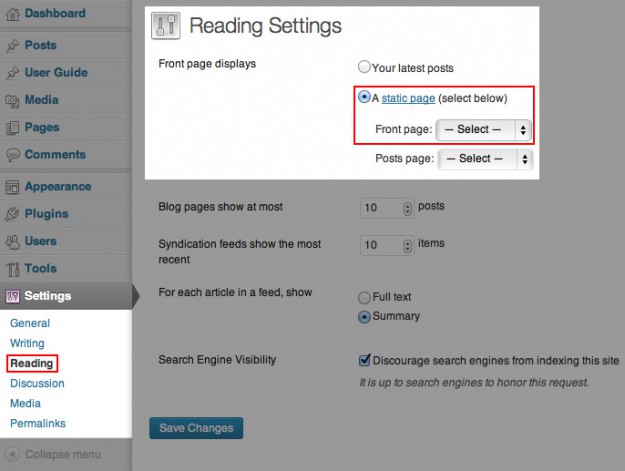 Dashboard
Posts
User Guide
Media
Pages
Comments
Appearance
Plugins
Users
Tools
Settings
General
Writing
Reading
Discussion
Media
Permalinks
Collapse menu
Reading Settings
Front page displays
Your latest posts
A static page (select below)
Front page: — Select —
Posts page: — Select —
Blog pages show at most 10 posts
Syndication feeds show the most 10 items
recent
For each article in a feed, show
Full text
Summary
Search Engine Visibility
Discourage search engines from indexing this site
It is up to search engines to honor this request.
Save Changes